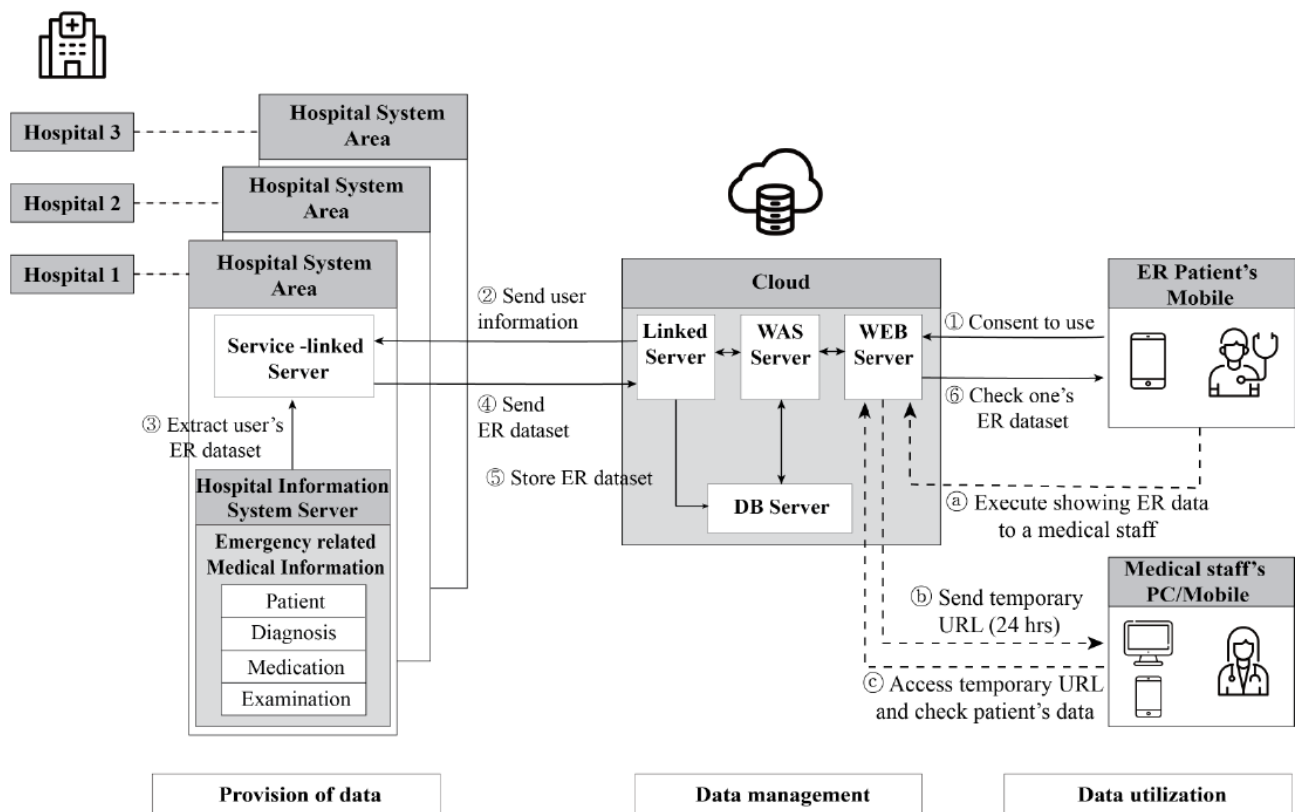 Hospital 3
Hospital 2
Hospital 1
Hospital System
Area
Hospital System
Area
Hospital System
Area
Service -linked
Server
③ Extract user's
ER dataset
Hospital Information
System Server
Emergency related
Medical Information
Patient
Diagnosis
Medication
Examination
② Send user
information
④ Send
ER dataset
⑤ Store ER dataset
Cloud
Linked
Server
WAS
Server
WEB
Server
DB Server
① Consent to use
⑥ Check one's
ER dataset
ER Patient's
Mobile
ⓐ Execute showing ER data
to a medical staff
ⓑ Send temporary
URL (24 hrs)
ⓒ Access temporary URL
and check patient's data
Medical staff's
PC/Mobile
Provision of data
Data management
Data utilization